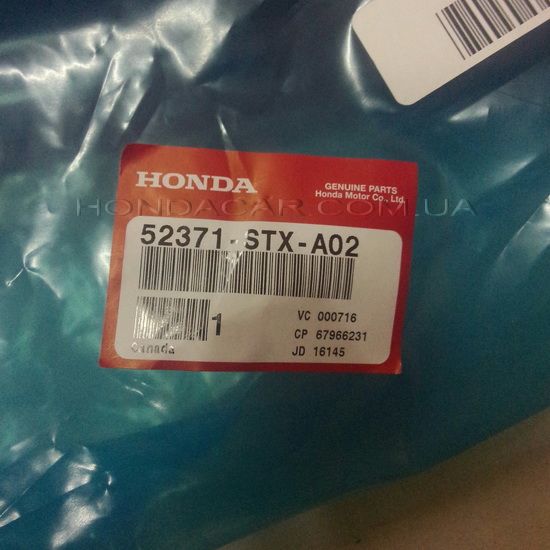 HONDA
GENUINE PARTS
Honda Motor Co., Ltd.
HONDACAR.COM.UA
52371-STX-A02
1
VC 000716
CP 67966231
Canada
JD 16145